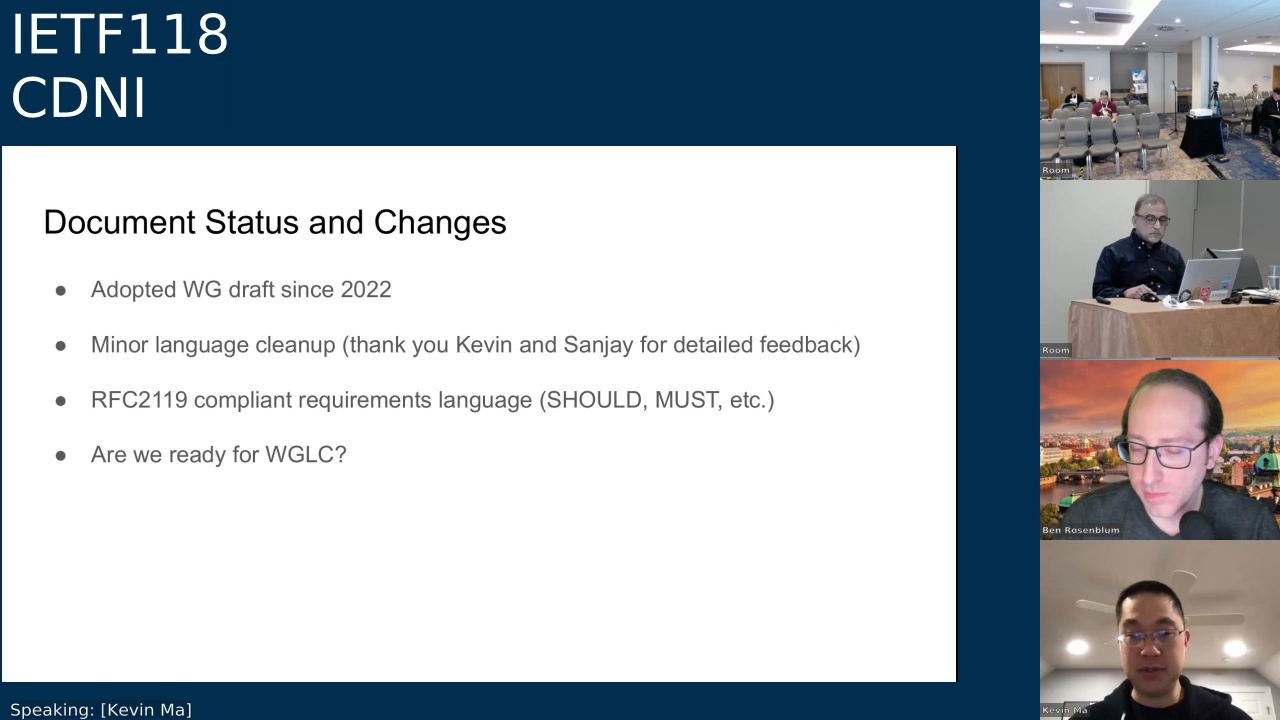 IETF118
CDNI
Document Status and Changes
● Adopted WG draft since 2022
● Minor language cleanup (thank you Kevin and Sanjay for detailed feedback)
● RFC2119 compliant requirements language (SHOULD, MUST, etc.)
● Are we ready for WGLC?
Speaking: [Kevin Ma]
Room
Room
Ben Rosenblum
Kevin Ma